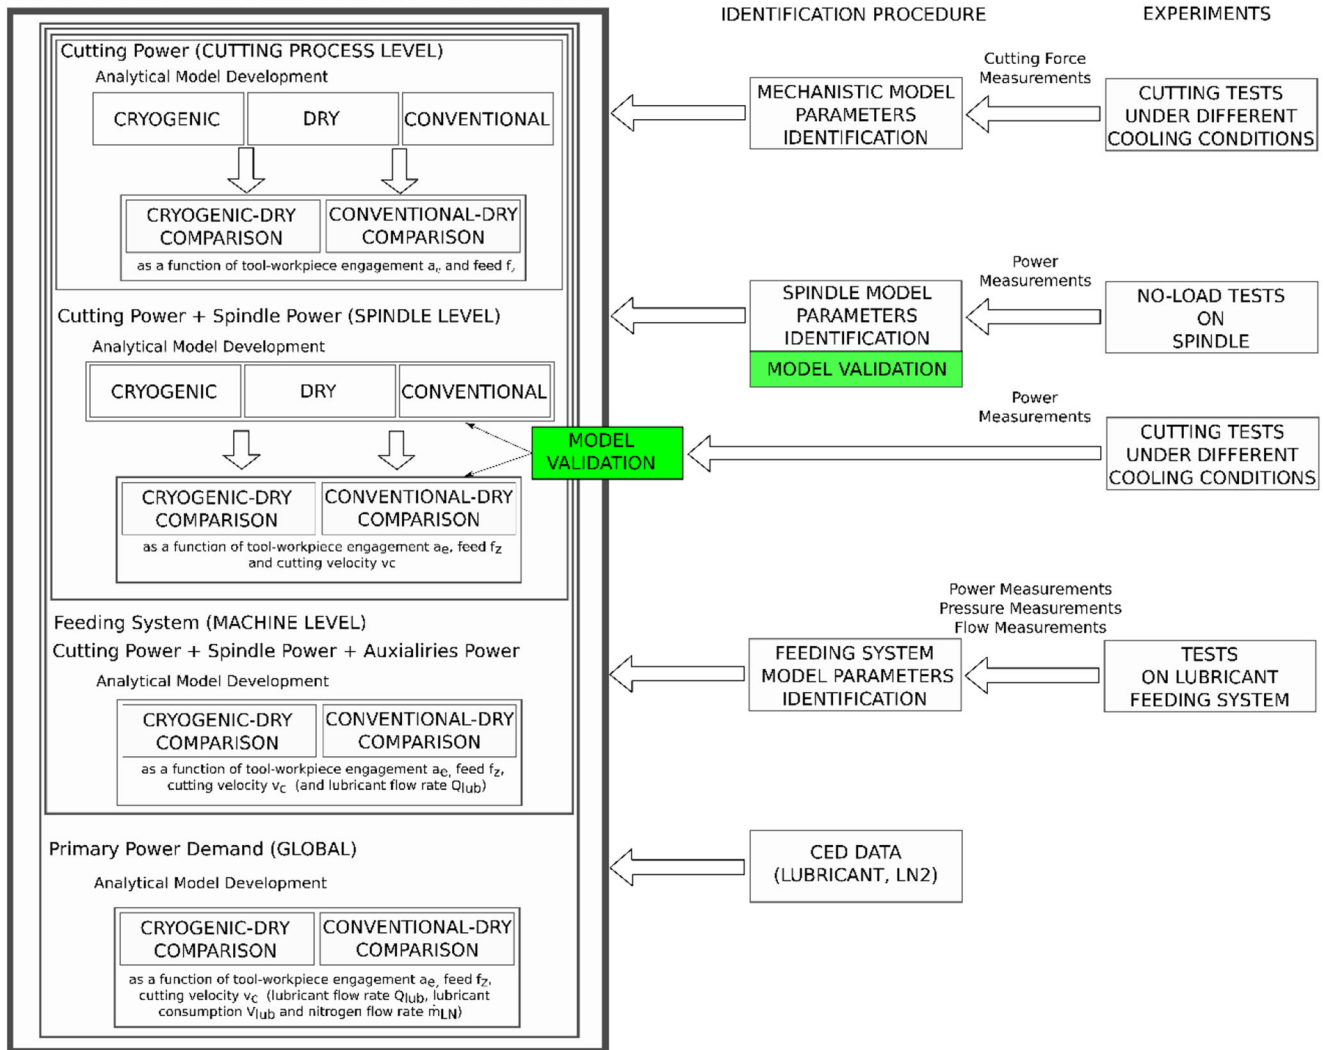 IDENTIFICATION PROCEDURE
EXPERIMENTS
Cutting Power (CUTTING PROCESS LEVEL)
Analytical Model Development
CRYOGENIC
DRY
CONVENTIONAL
CRYOGENIC-DRY
COMPARISON
CONVENTIONAL-DRY
COMPARISON
as a function of tool-workpiece engagement ae and feed fz
MECHANISTIC MODEL
PARAMETERS
IDENTIFICATION
Cutting Force
Measurements
CUTTING TESTS
UNDER DIFFERENT
COOLING CONDITIONS
Cutting Power + Spindle Power (SPINDLE LEVEL)
Analytical Model Development
CRYOGENIC
DRY
CONVENTIONAL
CRYOGENIC-DRY
COMPARISON
CONVENTIONAL-DRY
COMPARISON
as a function of tool-workpiece engagement ae, feed fz
and cutting velocity vc
SPINDLE MODEL
PARAMETERS
IDENTIFICATION
MODEL VALIDATION
Power
Measurements
NO-LOAD TESTS
ON
SPINDLE
MODEL
VALIDATION
Power
Measurements
CUTTING TESTS
UNDER DIFFERENT
COOLING CONDITIONS
Feeding System (MACHINE LEVEL)
Cutting Power + Spindle Power + Auxialiries Power
Analytical Model Development
CRYOGENIC-DRY
COMPARISON
CONVENTIONAL-DRY
COMPARISON
as a function of tool-workpiece engagement ae, feed fz,
cutting velocity vc (and lubricant flow rate Qlub)
FEEDING SYSTEM
MODEL PARAMETERS
IDENTIFICATION
Power Measurements
Pressure Measurements
Flow Measurements
TESTS
ON LUBRICANT
FEEDING SYSTEM
Primary Power Demand (GLOBAL)
Analytical Model Development
CRYOGENIC-DRY
COMPARISON
CONVENTIONAL-DRY
COMPARISON
as a function of tool-workpiece engagement ae, feed fz,
cutting velocity vc (lubricant flow rate Qlub, lubricant
consumption Vlub and nitrogen flow rate ṁLN)
CED DATA
(LUBRICANT, LN2)